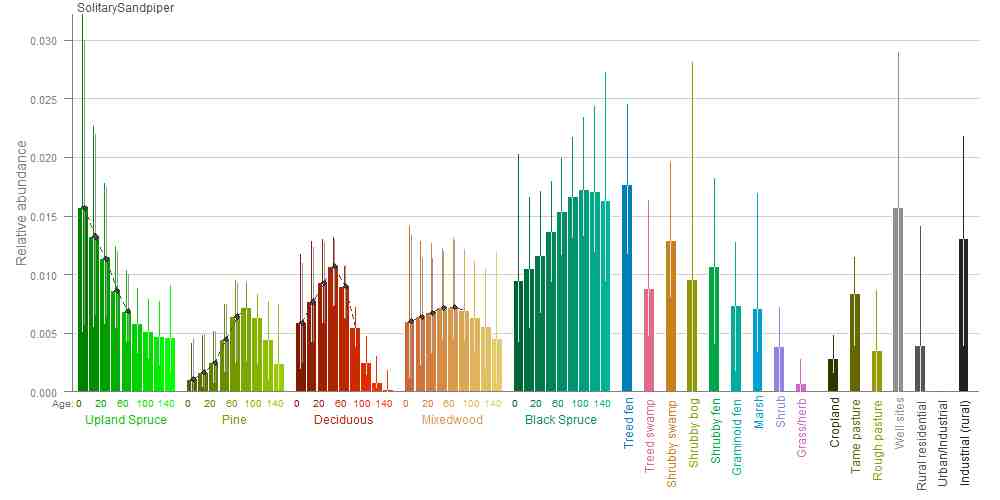 SolitarySandpiper
Relative abundance
0.030
0.025
0.020
0.015
0.010
0.005
0.000
Age: 0 20 60 100 140 0 20 60 100 140 0 20 60 100 140 0 20 60 100 140 0 20 60 100 140
Upland Spruce Pine Deciduous Mixedwood Black Spruce
Treed fen
Treed swamp
Shrubby swamp
Shrubby bog
Shrubby fen
Graminoid fen
Marsh
Shrub
Grass/herb
Cropland
Tame pasture
Rough pasture
Well sites
Rural residential
Urban/Industrial
Industrial (rural)